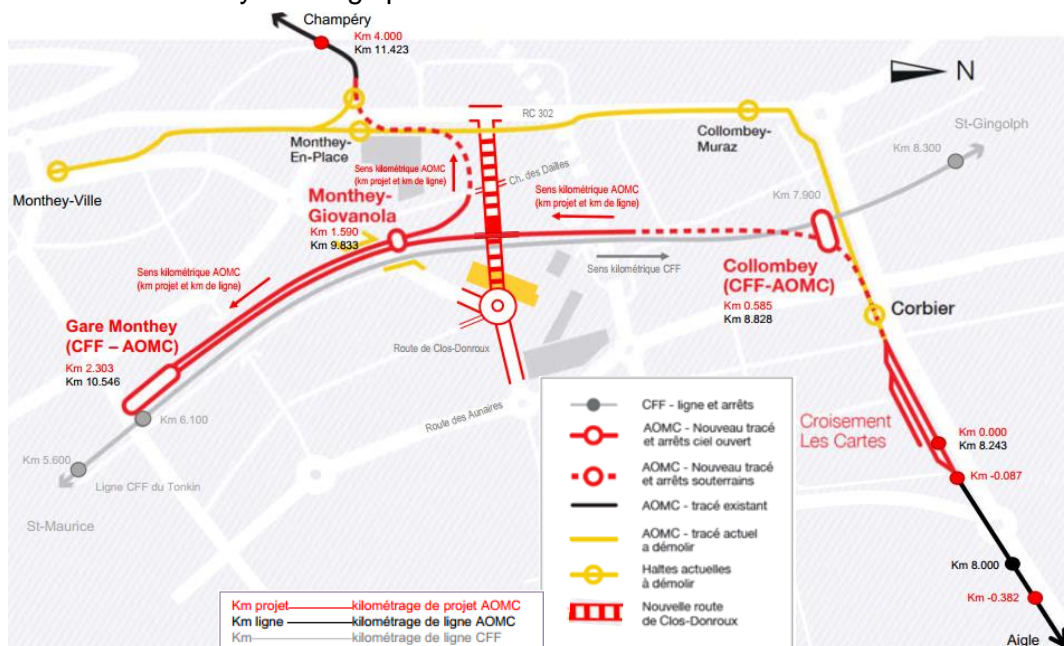 Champéry
Km 4.000
Km 11.423
N
RC 302
St-Gingolph
Monthey-
En-Place
Collombey-
Muraz
Km 8.300
Sens kilométrique AOMC
(km projet et km de ligne)
Ch. des Dailles
Monthey-Ville
Monthey-
Giovanola
Km 1.590
Km 9.833
Sens kilométrique AOMC
(km projet et km de ligne)
Km 7.900
Sens kilométrique AOMC
(km projet et km de ligne)
Sens kilométrique CFF
Collombey
(CFF-AOMC)
Km 0.585
Km 8.828
Corbier
Gare Monthey
(CFF – AOMC)
Km 2.303
Km 10.546
Route de Clos-Donroux
Km 6.100
Route des Aunaires
Km 5.600
Ligne CFF du Tonkin
St-Maurice
Croisement
Les Cartes
Km 0.000
Km 8.243
Km -0.087
Km 8.000
Km -0.382
Aigle
CFF - ligne et arrêts
AOMC - Nouveau tracé
et arrêts ciel ouvert
AOMC - Nouveau tracé
et arrêts souterrains
AOMC - tracé existant
AOMC - tracé actuel
a démolir
Haltes actuelles
à démolir
Nouvelle route
de Clos-Donroux
Km projet kilométrage de projet AOMC
Km ligne kilométrage de ligne AOMC
Km kilométrage de ligne CFF